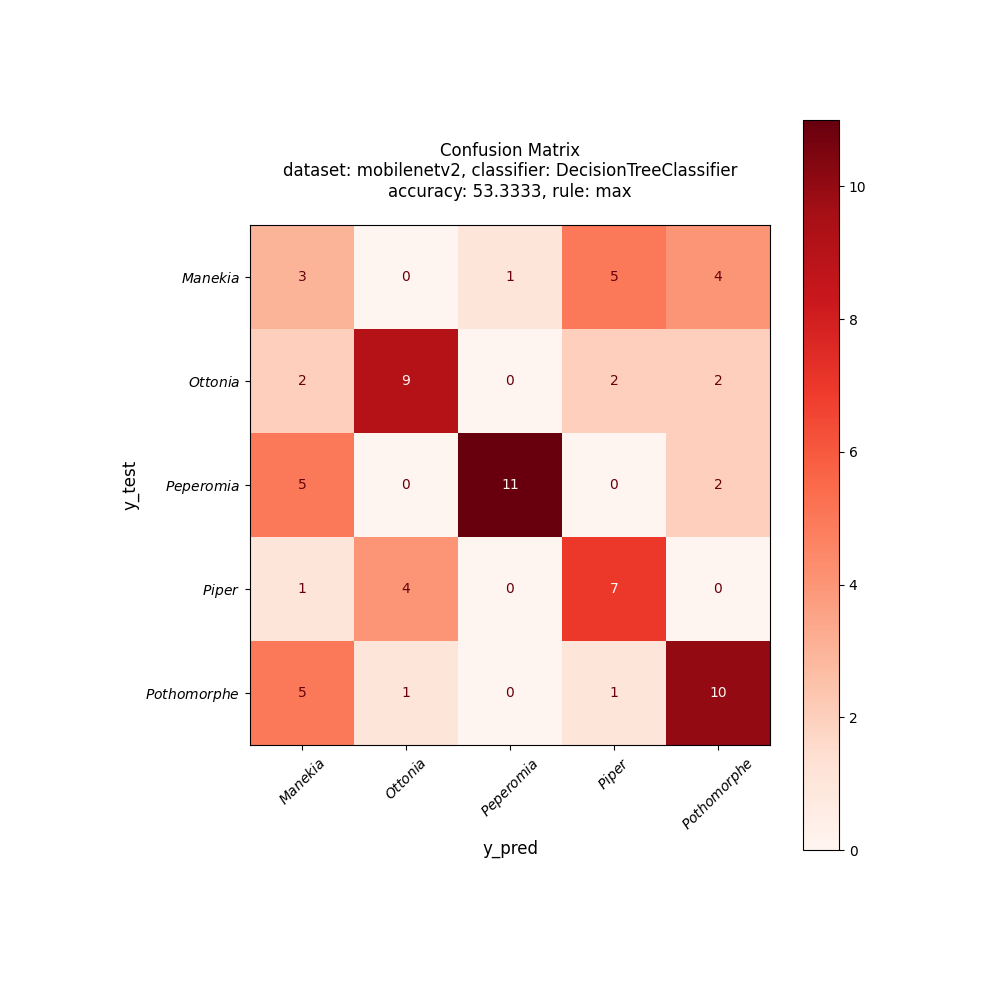 Confusion Matrix
dataset: mobilenetv2, classifier: DecisionTreeClassifier
accuracy: 53.3333, rule: max
y_test
Manekia 3 0 1 5 4
Ottonia 2 9 0 2 2
Peperomia 5 0 11 0 2
Piper 1 4 0 7 0
Pothomorphe 5 1 0 1 10
Manekia Ottonia Peperomia Piper Pothomorphe
y_pred
10
8
6
4
2
0